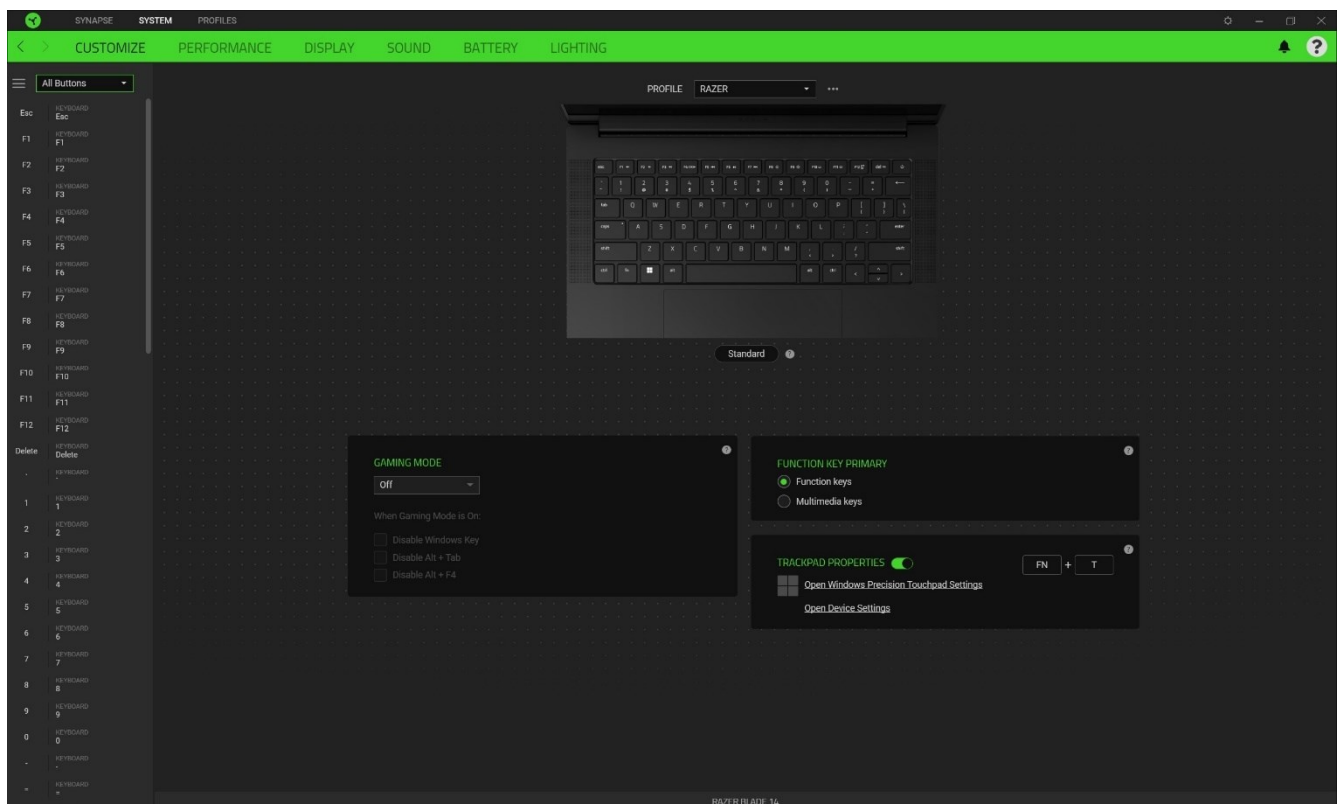 SYNAPSE SYSTEM PROFILES
CUSTOMIZE PERFORMANCE DISPLAY SOUND BATTERY LIGHTING
?
All Buttons
PROFILE RAZER
Esc KEYBOARD
Esc
F1 KEYBOARD
F1
F2 KEYBOARD
F2
F3 KEYBOARD
F3
F4 KEYBOARD
F4
F5 KEYBOARD
F5
F6 KEYBOARD
F6
F7 KEYBOARD
F7
F8 KEYBOARD
F8
F9 KEYBOARD
F9
F10 KEYBOARD
F10
F11 KEYBOARD
F11
F12 KEYBOARD
F12
Delete KEYBOARD
Delete
KEYBOARD
1 KEYBOARD
1
2 KEYBOARD
2
3 KEYBOARD
3
4 KEYBOARD
4
5 KEYBOARD
5
6 KEYBOARD
6
7 KEYBOARD
7
8 KEYBOARD
8
9 KEYBOARD
9
0 KEYBOARD
0
- KEYBOARD
-
= KEYBOARD
=
Q W E R T Y U I O P
A S D F G H J K L
Z X C V B N M
Standard ?
GAMING MODE ?
Off
When Gaming Mode is On:
Disable Windows Key
Disable Alt + Tab
Disable Alt + F4
FUNCTION KEY PRIMARY ?
Function keys
Multimedia keys
TRACKPAD PROPERTIES FN + T ?
Open Windows Precision Touchpad Settings
Open Device Settings
RAZER BLADE 14